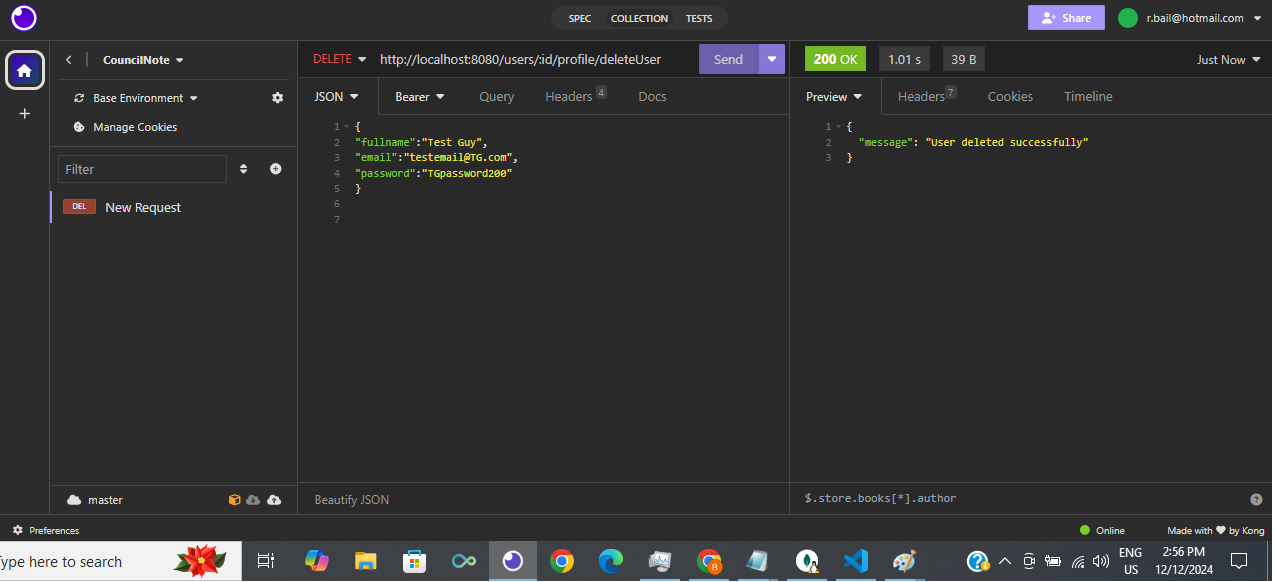 SPEC COLLECTION TESTS
Share
r.bail@hotmail.com
CouncilNote
DELETE http://localhost:8080/users/:id/profile/deleteUser Send
200 OK 1.01 s 39 B Just Now
Base Environment
Manage Cookies
Filter
DEL New Request
JSON Bearer Query Headers 4 Docs
1 {
2 "fullname":"Test Guy",
3 "email":"testemail@TG.com",
4 "password":"TGpassword200"
5 }
6
7
Preview Headers 7 Cookies Timeline
1 {
2 "message": "User deleted successfully"
3 }
master
Beautify JSON
$.store.books[*].author
Preferences
Online Made with by Kong
Type here to search
R
ENG
US
2:56 PM
12/12/2024